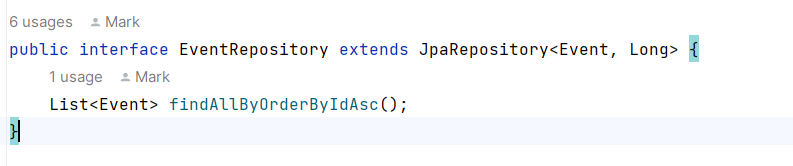 6 usages Mark
public interface EventRepository extends JpaRepository<Event, Long> {
1 usage Mark
List<Event> findAllByOrderByIdAsc();
}